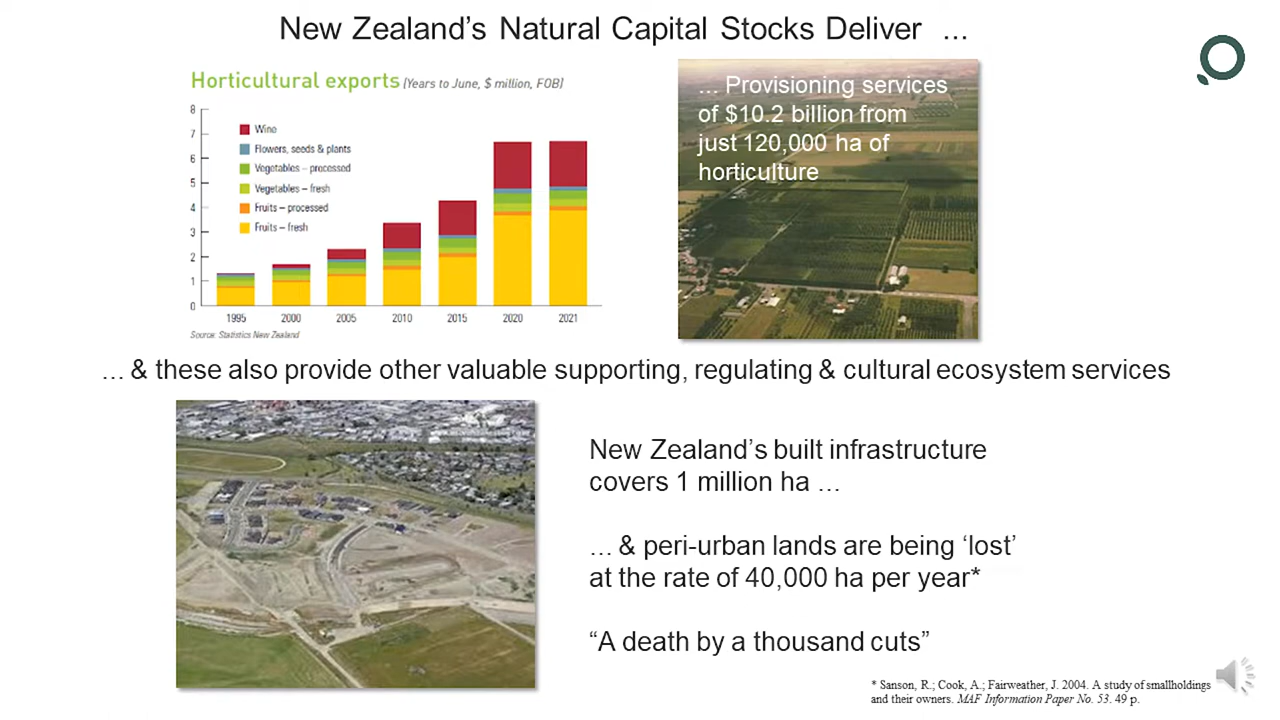 New Zealand’s Natural Capital Stocks Deliver ...
Horticultural exports (Years to June, $ million, FOB)
8
7
6
5
4
3
2
1
0
Wine
Flowers, seeds & plants
Vegetables – processed
Vegetables – fresh
Fruits – processed
Fruits – fresh
1995 2000 2005 2010 2015 2020 2021
Source: Statistics New Zealand
... Provisioning services
of $10.2 billion from
just 120,000 ha of
horticulture
... & these also provide other valuable supporting, regulating & cultural ecosystem services
New Zealand’s built infrastructure
covers 1 million ha ...
... & peri-urban lands are being ‘lost’
at the rate of 40,000 ha per year*
“A death by a thousand cuts”
* Sanson, R.; Cook, A.; Fairweather, J. 2004. A study of smallholdings
and their owners. MAF Information Paper No. 53. 49 p.